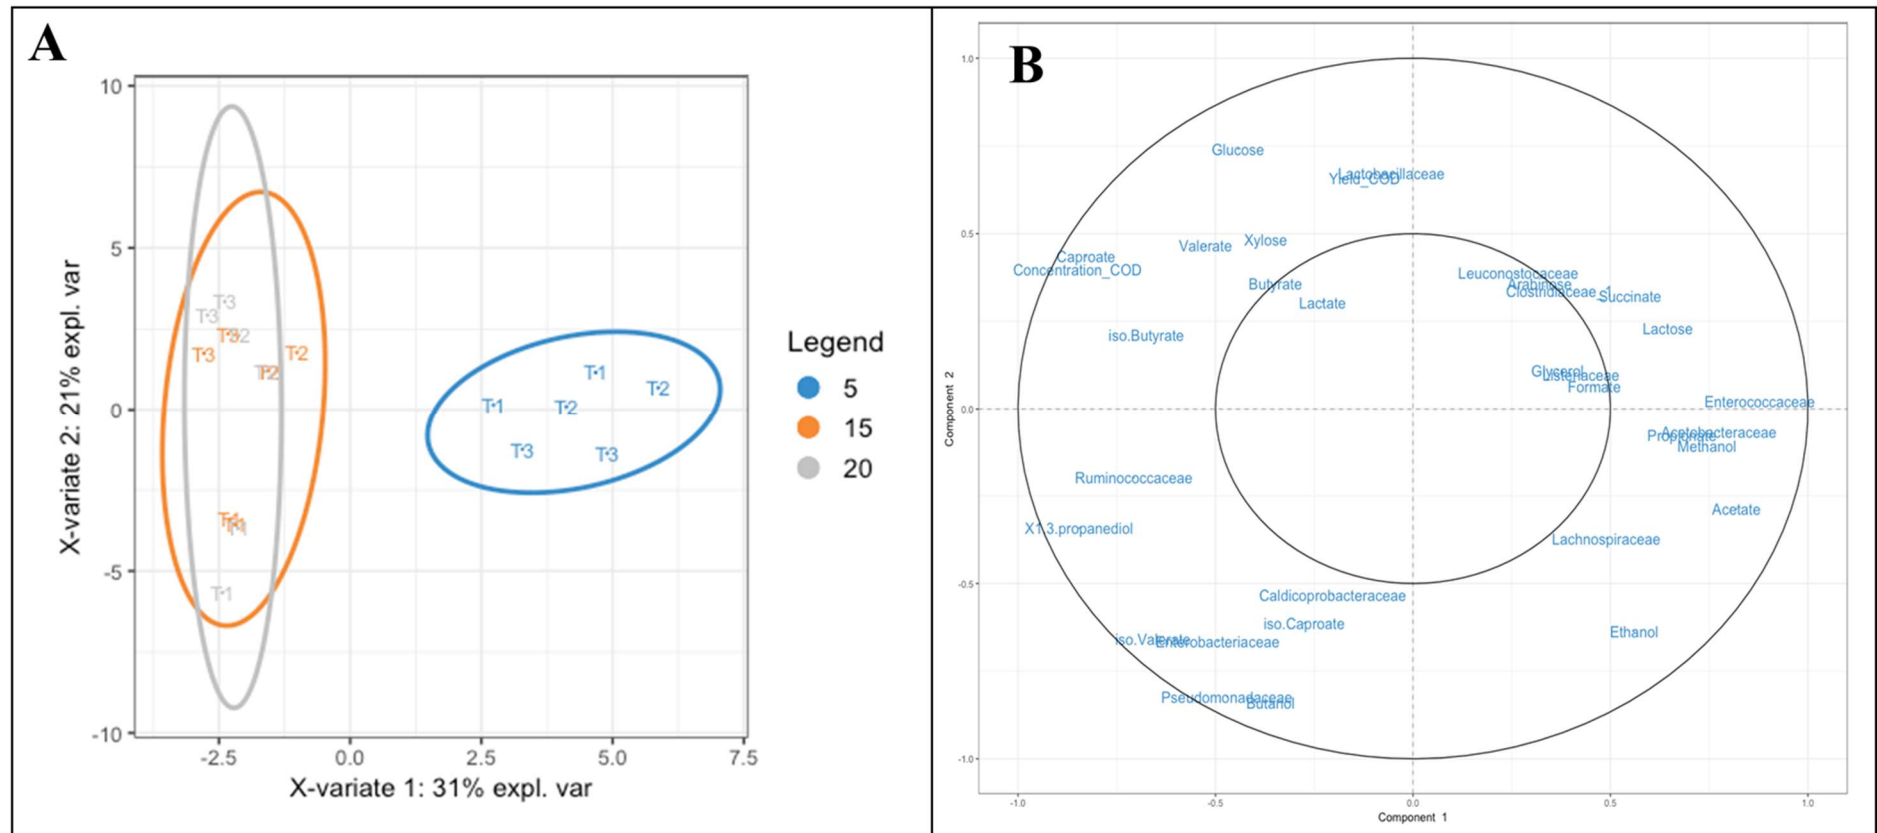 A
10
5
0
-5
-10
X-variate 2: 21% expl. var
T-3
T-3
T-3
T-3
T-2
T-1
T-1
T-2
T-1
T-2
T-3
T-3
T-1
-2.5
0.0
2.5
5.0
7.5
X-variate 1: 31% expl. var
Legend
5
15
20
B
1.0
0.5
0.0
-0.5
-1.0
Component 2
Glucose
Lactobacillaceae
Yield_COD
Xylose
Valerate
Caproate
Concentration_COD
Leuconostocaceae
Butyrate
Arabinose
Clostridiaceae_1
Succinate
Lactose
Lactate
iso.Butyrate
Glycerol
Listeriaceae
Formate
Enterococcaceae
Acetobacteraceae
Propionate
Methanol
Ruminococcaceae
Acetate
X1.3.propanediol
Lachnospiraceae
Caldicoprobacteraceae
iso.Caproate
Ethanol
iso.Valerate
Enterobacteriaceae
Pseudomonadaceae
Butanol
-1.0
-0.5
0.0
0.5
1.0
Component 1